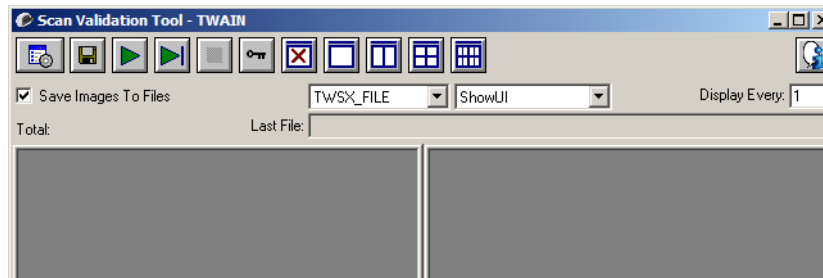 Scan Validation Tool - TWAIN
Save Images To Files TWSX_FILE ShowUI Display Every: 1
Total: Last File: